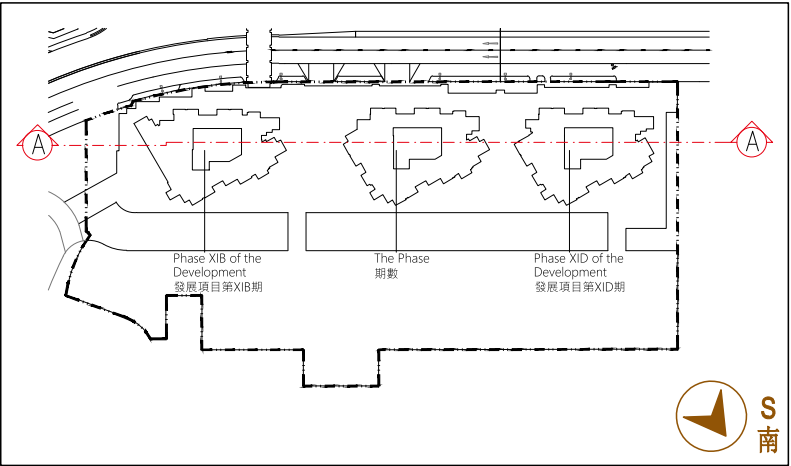 A
A
Phase XIB of the
Development
發展項目第XIB期
The Phase
期數
Phase XID of the
Development
發展項目第XID期
S
南